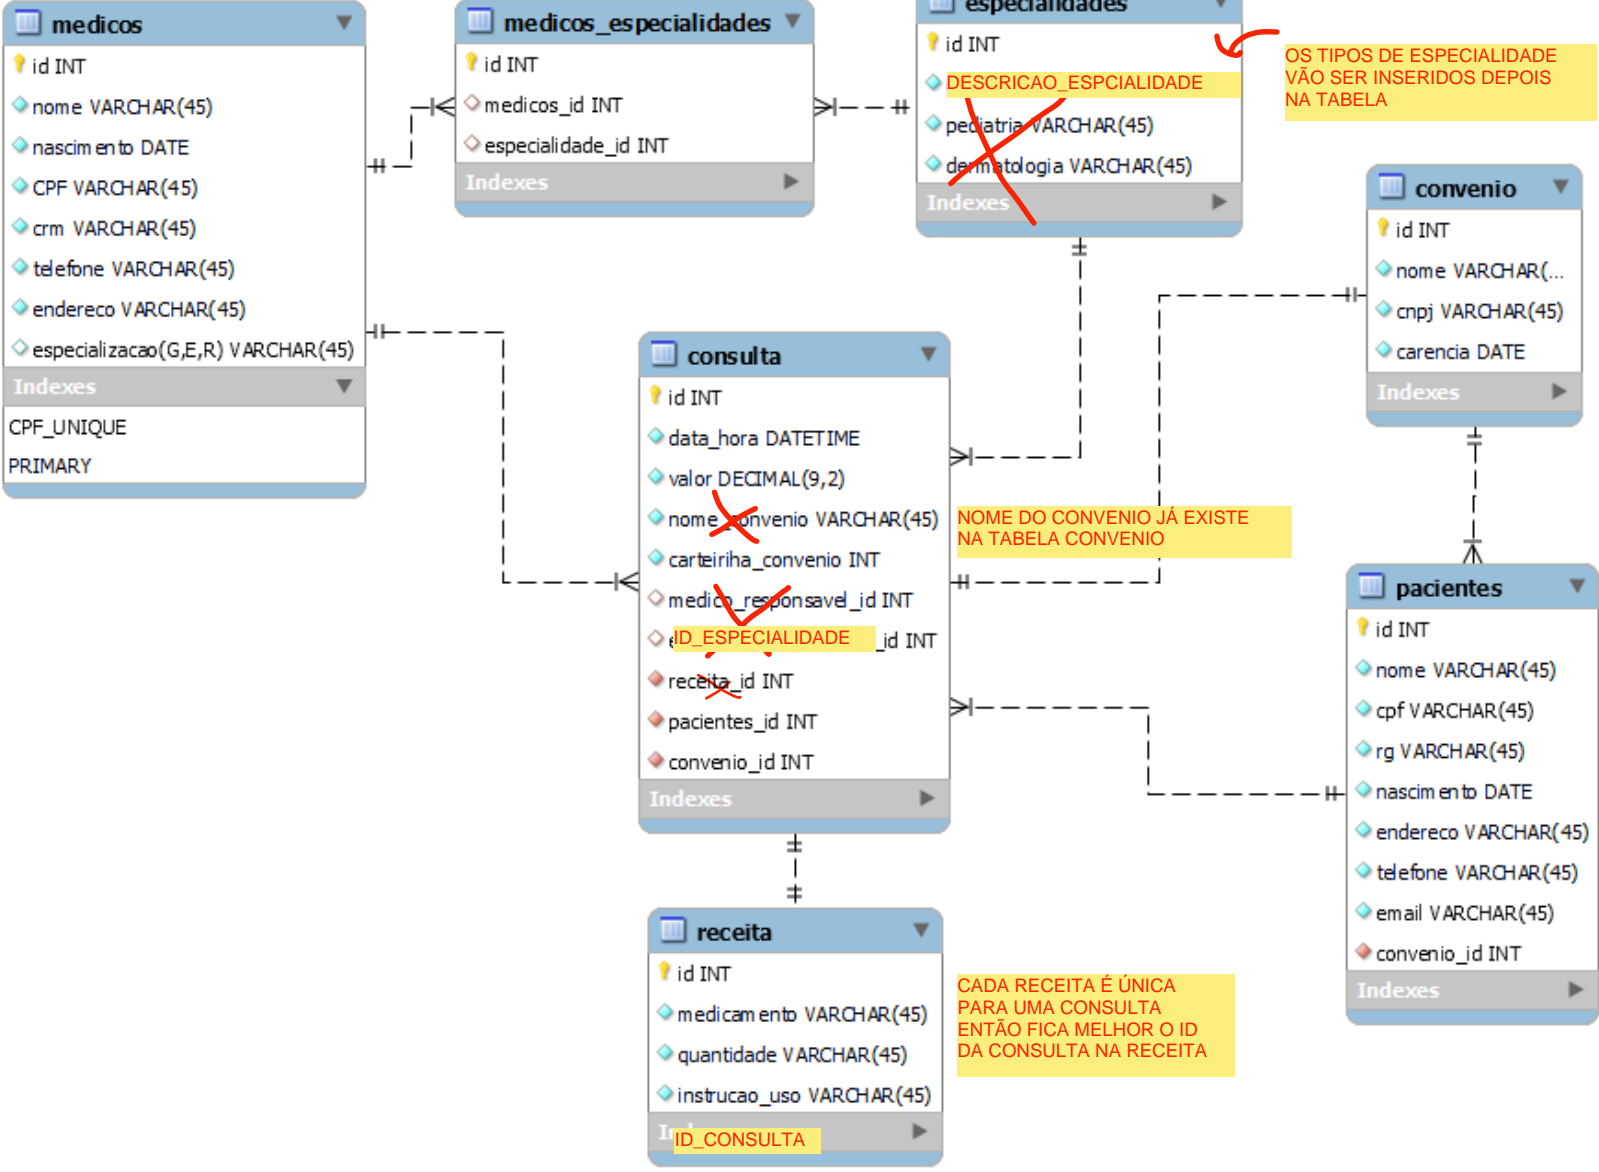 medicos
id INT
nome VARCHAR(45)
nascimento DATE
CPF VARCHAR(45)
crm VARCHAR(45)
telefone VARCHAR(45)
endereco VARCHAR(45)
especializacao(G,E,R) VARCHAR(45)
Indexes
CPF_UNIQUE
PRIMARY
medicos_especialidades
id INT
medicos_id INT
especialidade_id INT
Indexes
especialidades
id INT
DESCRICAO_ESPCIALIDADE
pediatria VARCHAR(45)
dermatologia VARCHAR(45)
Indexes
OS TIPOS DE ESPECIALIDADE
VÃO SER INSERIDOS DEPOIS
NA TABELA
convenio
id INT
nome VARCHAR(...
cnpj VARCHAR(45)
carencia DATE
Indexes
consulta
id INT
data_hora DATETIME
valor DECIMAL(9,2)
nome_convenio VARCHAR(45)
carteiriha_convenio INT
medico_responsavel_id INT
ID_ESPECIALIDADE _id INT
receita_id INT
pacientes_id INT
convenio_id INT
Indexes
NOME DO CONVENIO JÁ EXISTE
NA TABELA CONVENIO
pacientes
id INT
nome VARCHAR(45)
cpf VARCHAR(45)
rg VARCHAR(45)
nascimento DATE
endereco VARCHAR(45)
telefone VARCHAR(45)
email VARCHAR(45)
convenio_id INT
Indexes
receita
id INT
medicamento VARCHAR(45)
quantidade VARCHAR(45)
instrucao_uso VARCHAR(45)
ID_CONSULTA
CADA RECEITA É ÚNICA
PARA UMA CONSULTA
ENTÃO FICA MELHOR O ID
DA CONSULTA NA RECEITA